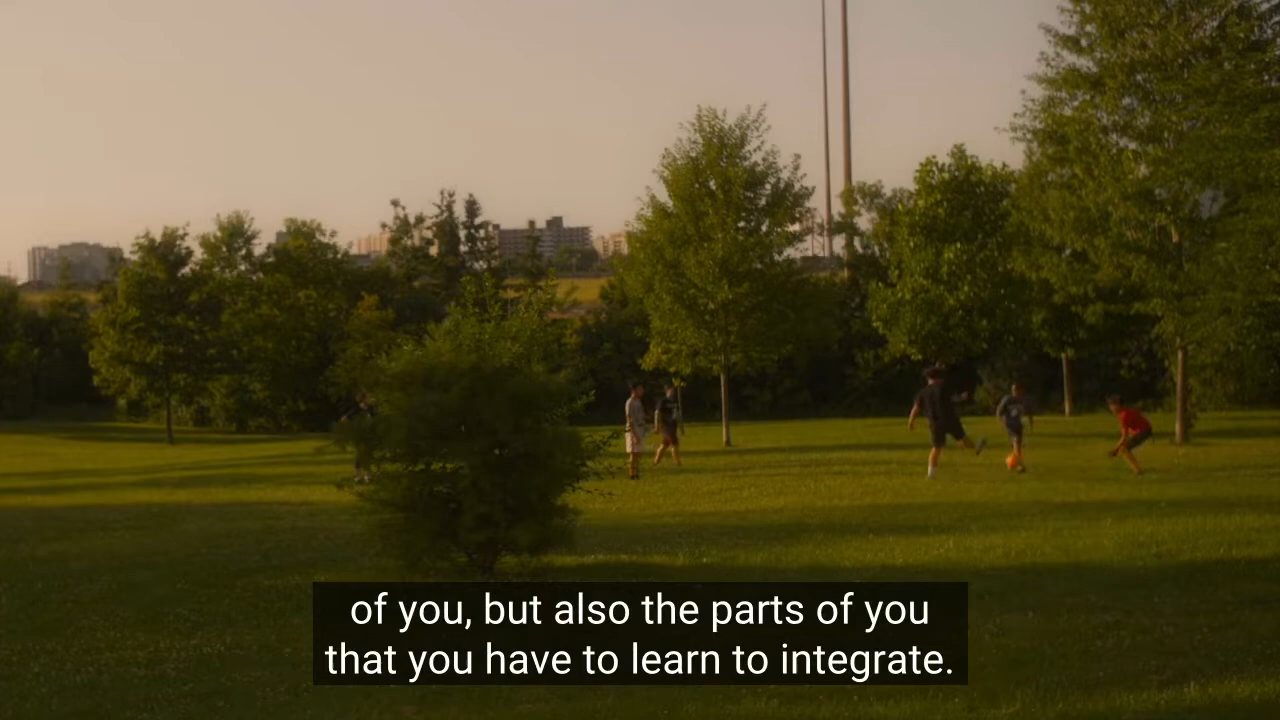 of you, but also the parts of you
that you have to learn to integrate.